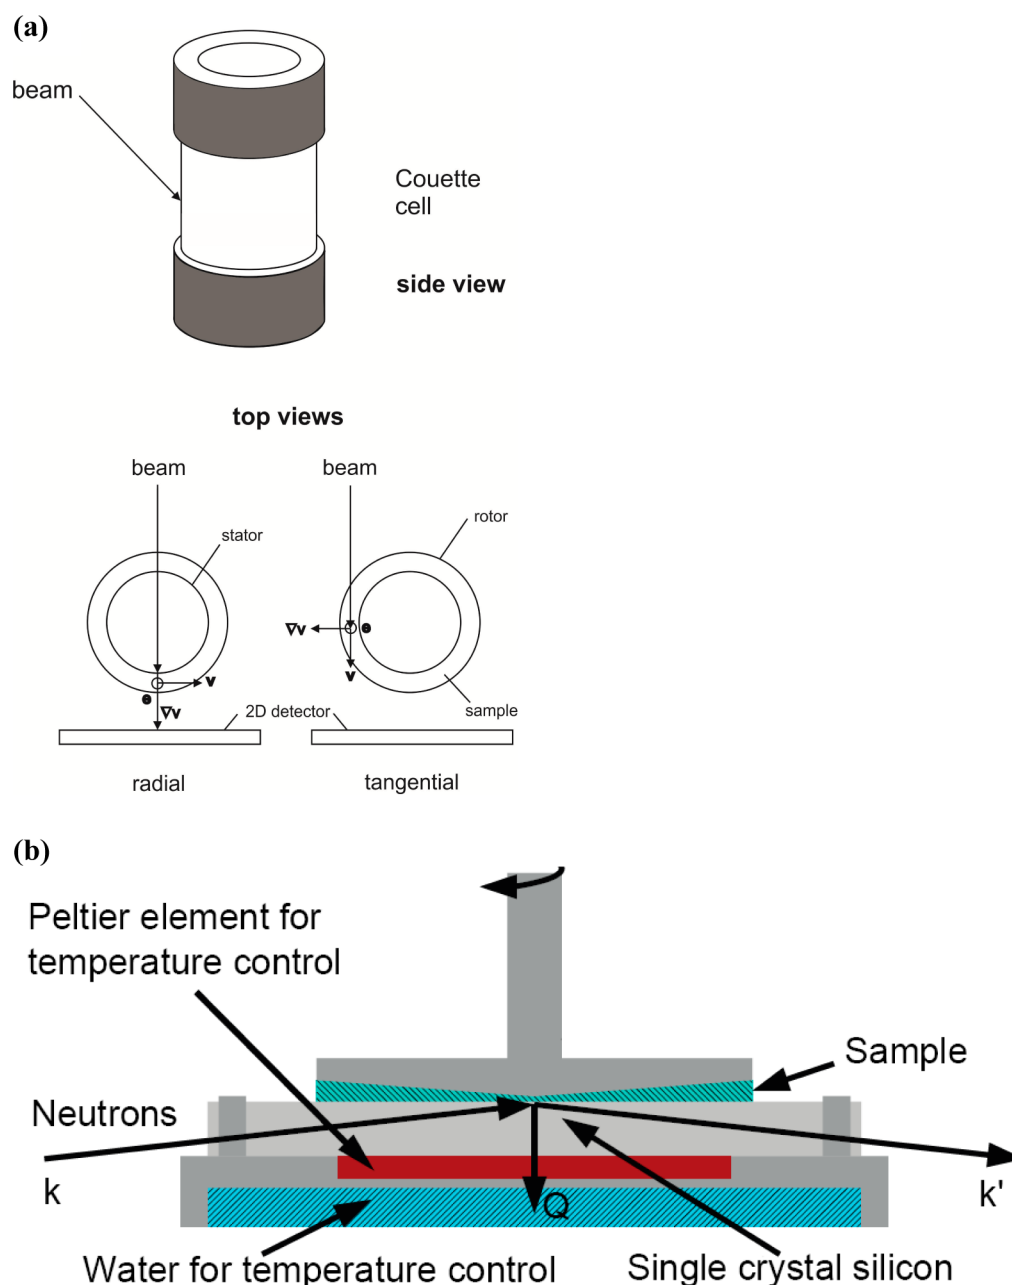 (a)
beam
Couette
cell
side view
top views
beam
beam
rotor
stator
∇v
e
v
v
e
∇v
2D detector
sample
radial
tangential
(b)
Peltier element for
temperature control
Sample
Neutrons
k
Q
k'
Water for temperature control
Single crystal silicon